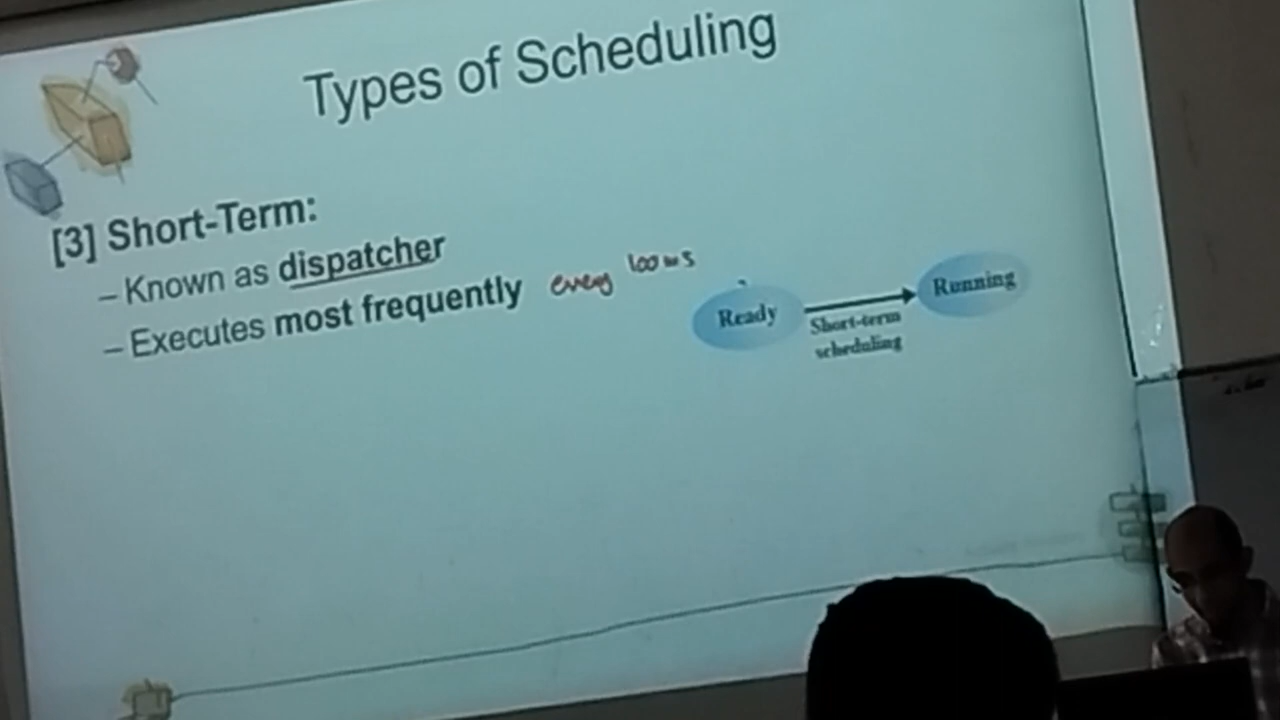 Types of Scheduling
[3] Short-Term:
– Known as dispatcher
– Executes most frequently every 100ms
Ready
Short-term
scheduling
Running